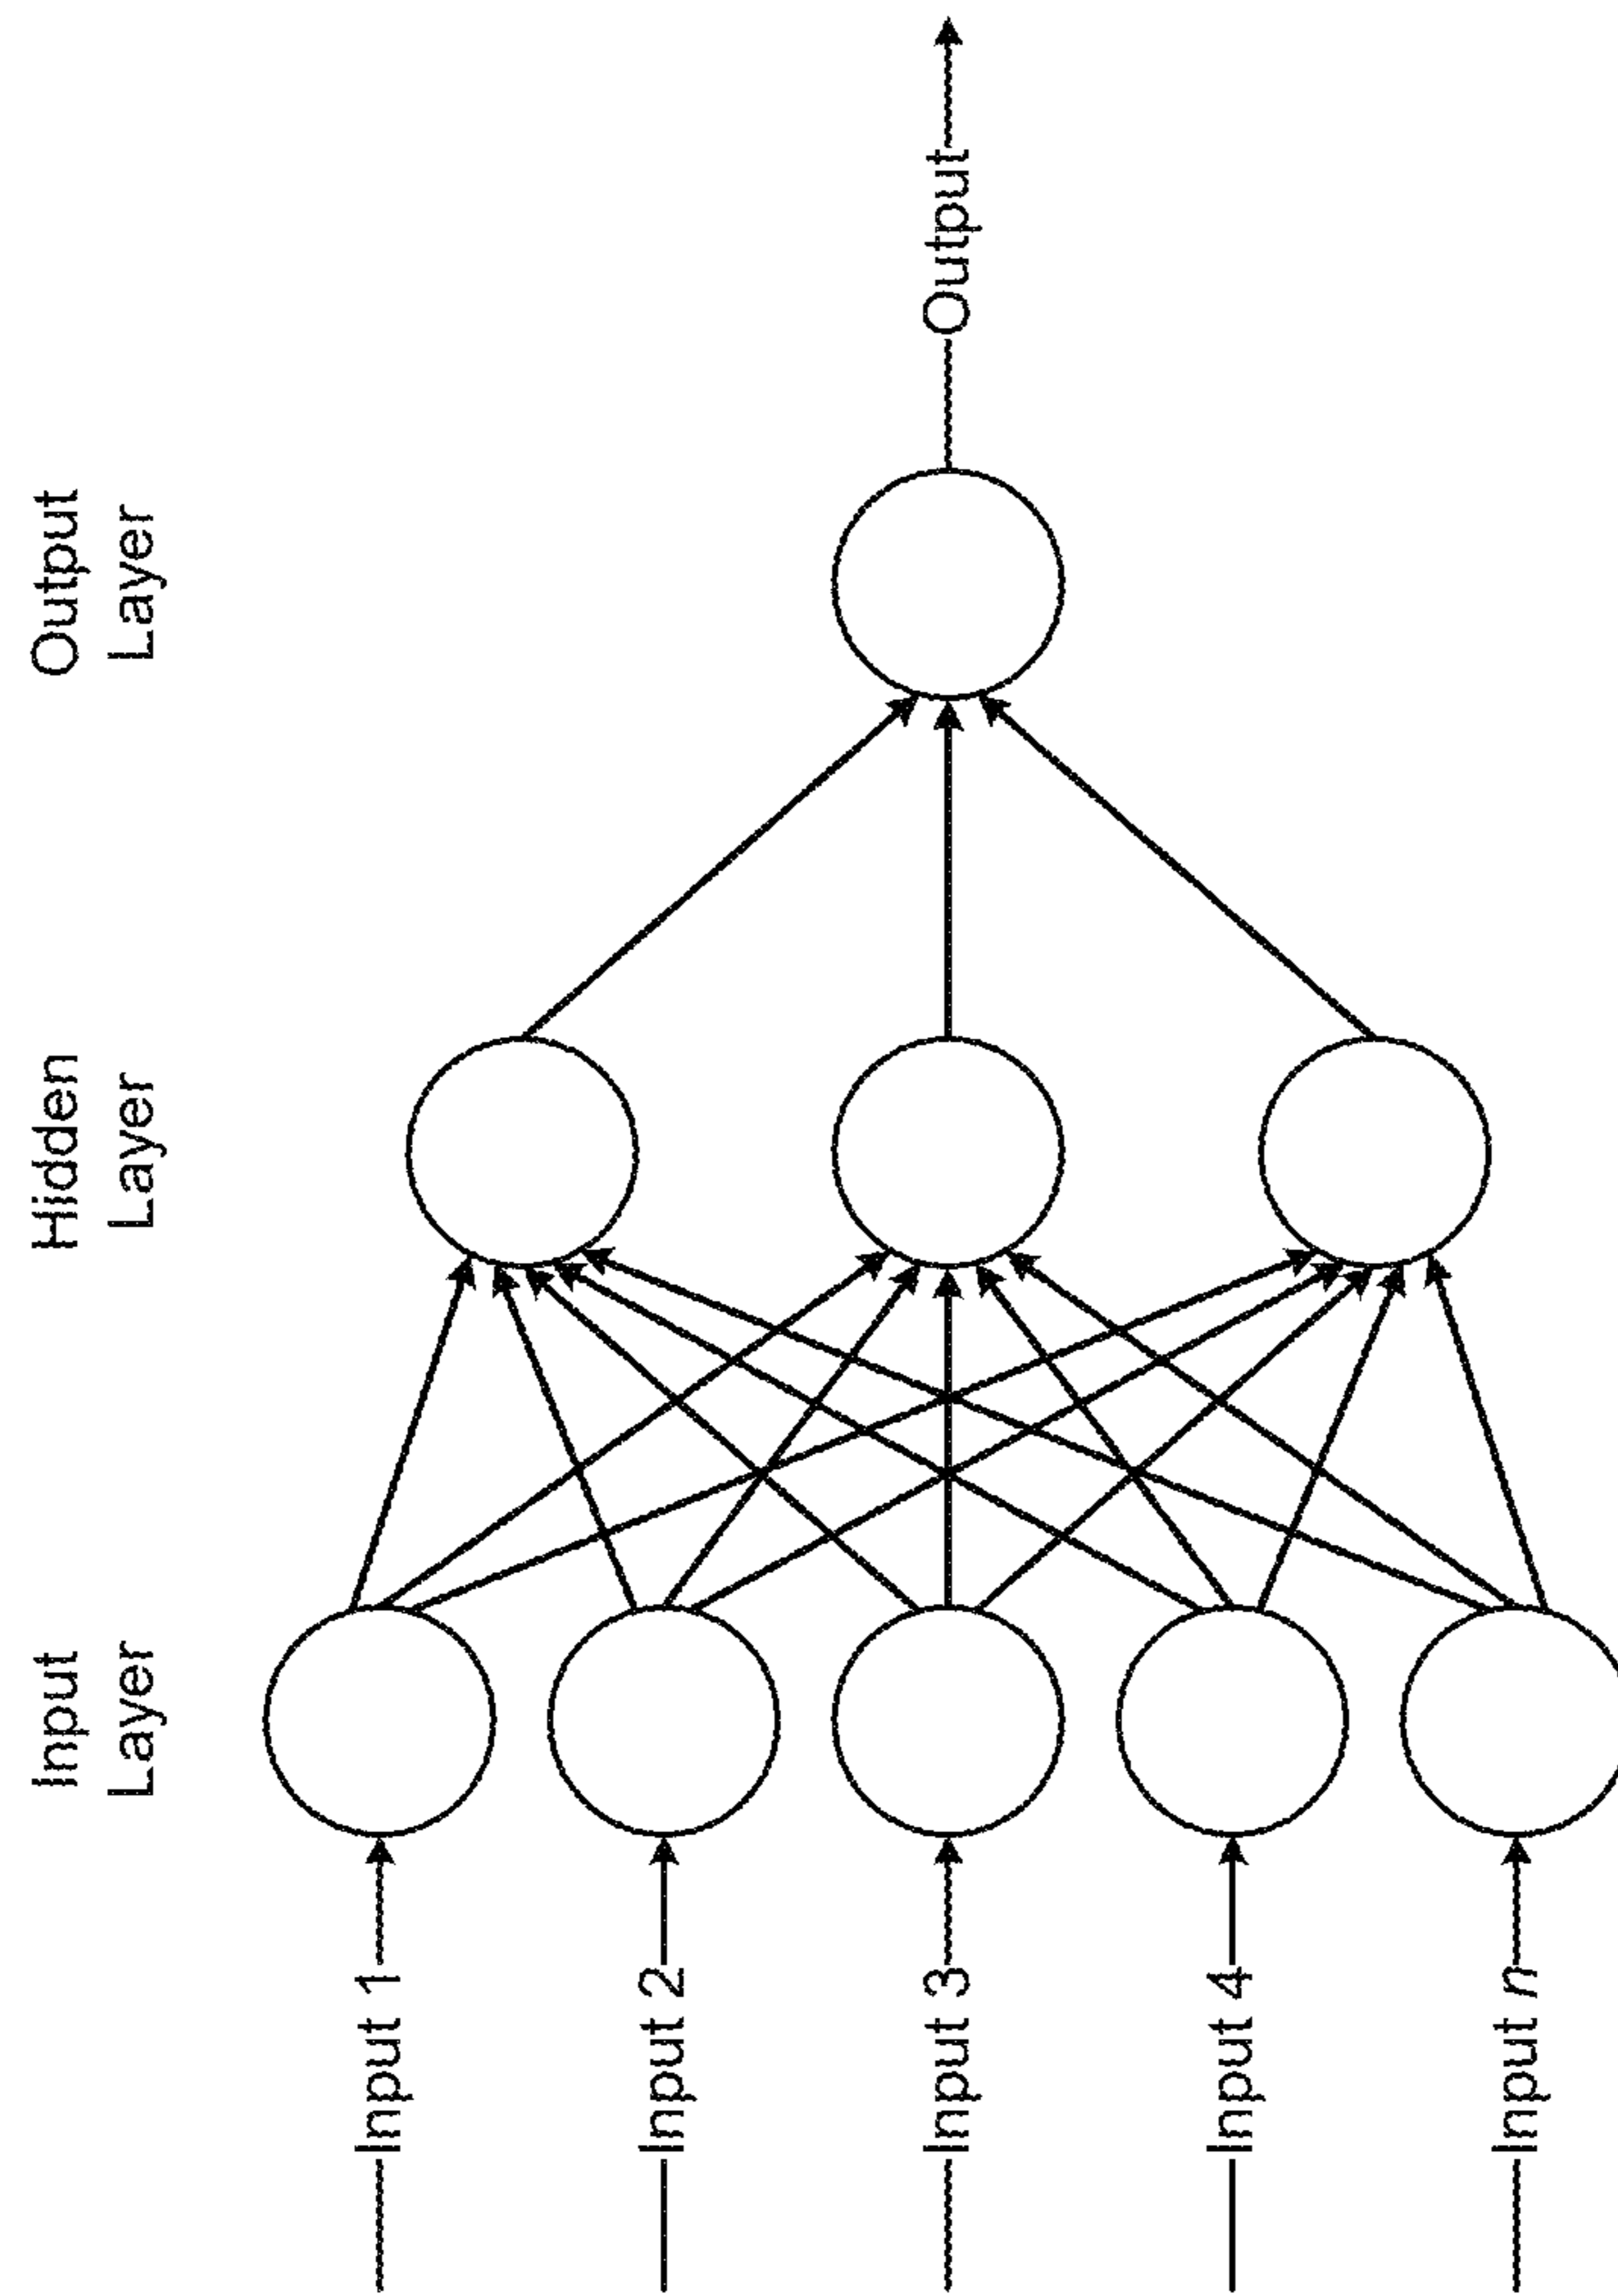 Input
Layer
Hidden
Layer
Output
Layer
Input 1
Input 2
Input 3
Input 4
Input n
Output